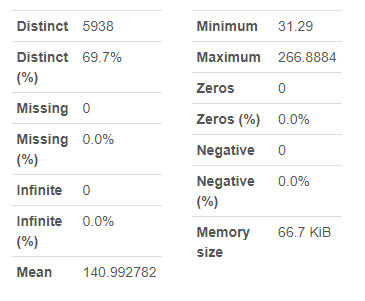 Distinct 5938
Distinct 69.7%
(%)
Missing 0
Missing 0.0%
(%)
Infinite 0
Infinite 0.0%
(%)
Mean 140.992782
Minimum 31.29
Maximum 266.8884
Zeros 0
Zeros (%) 0.0%
Negative 0
Negative 0.0%
(%)
Memory 66.7 KiB
size